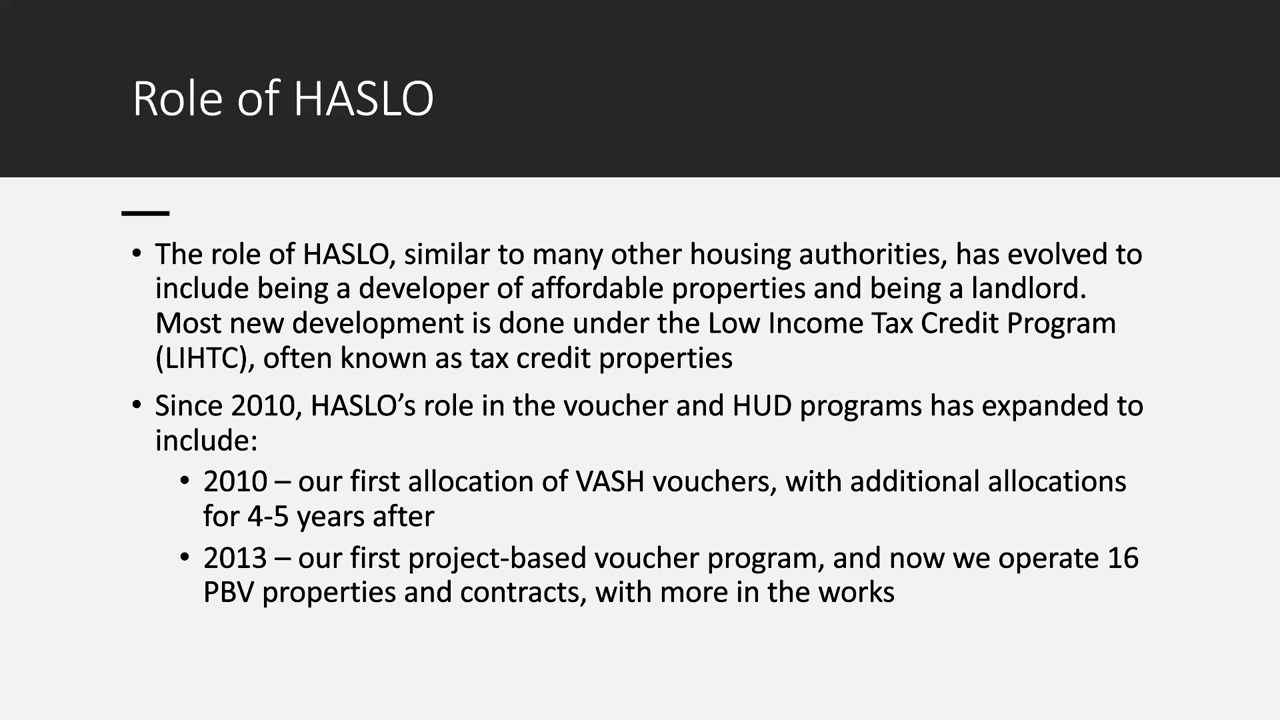 Role of HASLO
• The role of HASLO, similar to many other housing authorities, has evolved to
include being a developer of affordable properties and being a landlord.
Most new development is done under the Low Income Tax Credit Program
(LIHTC), often known as tax credit properties
• Since 2010, HASLO’s role in the voucher and HUD programs has expanded to
include:
• 2010 – our first allocation of VASH vouchers, with additional allocations
for 4-5 years after
• 2013 – our first project-based voucher program, and now we operate 16
PBV properties and contracts, with more in the works